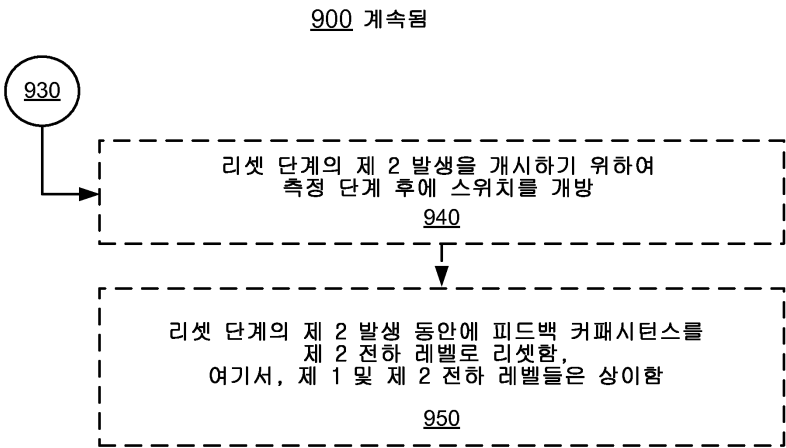 900 계속됨
930
리셋 단계의 제 2 발생을 개시하기 위하여
측정 단계 후에 스위치를 개방
940
리셋 단계의 제 2 발생 동안에 피드백 커패시턴스를
제 2 전하 레벨로 리셋함,
여기서, 제 1 및 제 2 전하 레벨들은 상이함
950